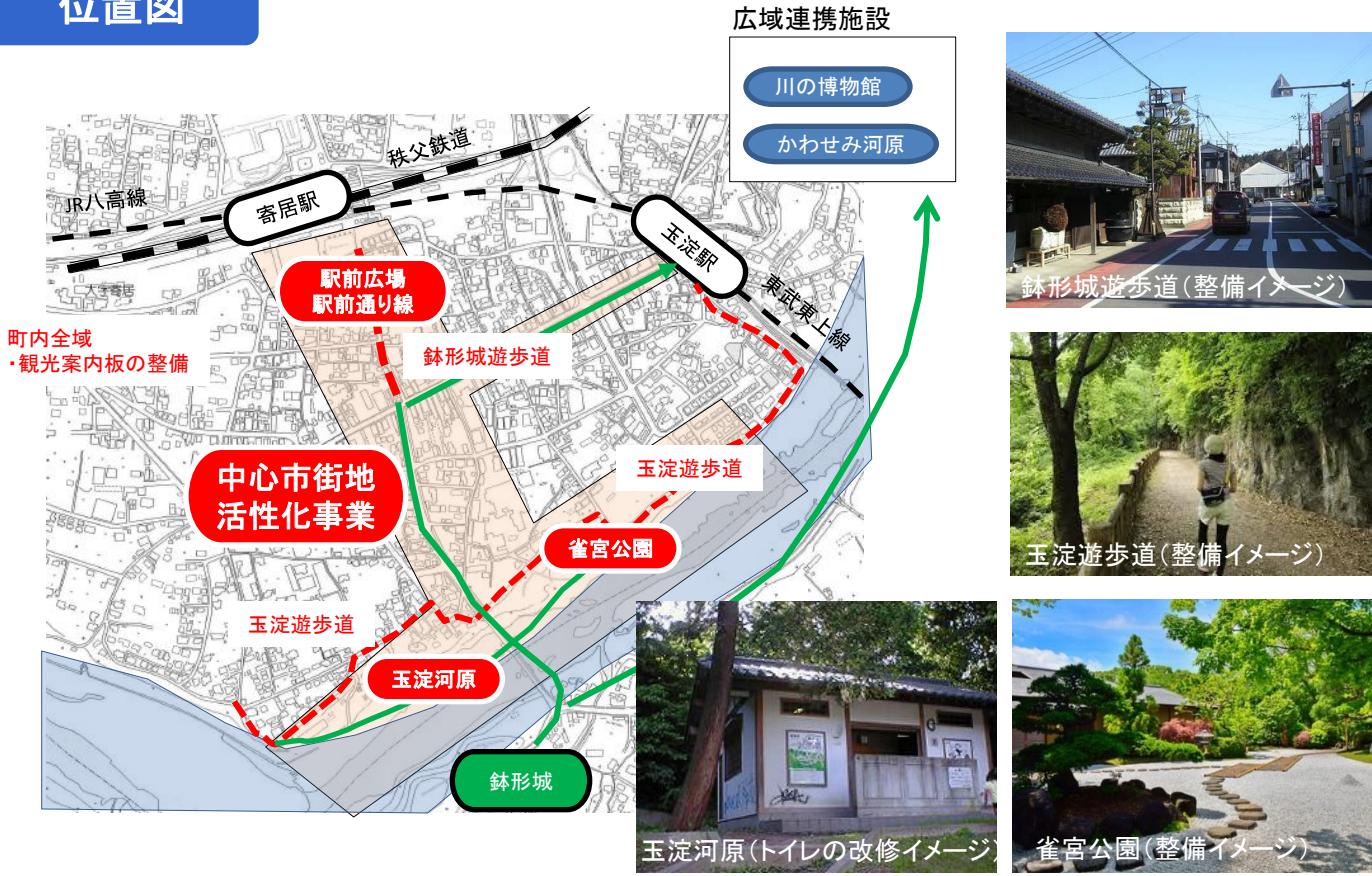 位置図
広域連携施設
川の博物館
かわせみ河原
秩父鉄道
JR八高線
寄居駅
玉淀駅
東武東上線
大字寄居
駅前広場
駅前通り線
町内全域
・観光案内板の整備
鉢形城遊歩道
中心市街地
活性化事業
玉淀遊歩道
雀宮公園
玉淀遊歩道
玉淀河原
鉢形城
鉢形城遊歩道(整備イメージ)
玉淀遊歩道(整備イメージ)
玉淀河原(トイレの改修イメージ)
雀宮公園(整備イメージ)